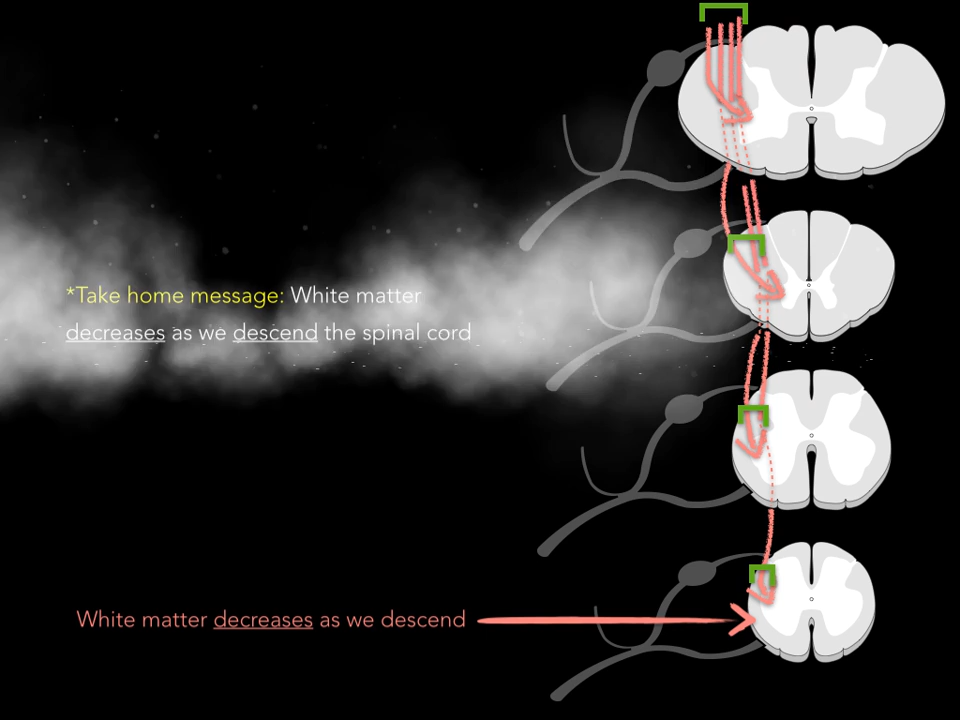 *Take home message: White matter
decreases as we descend the spinal cord
White matter decreases as we descend